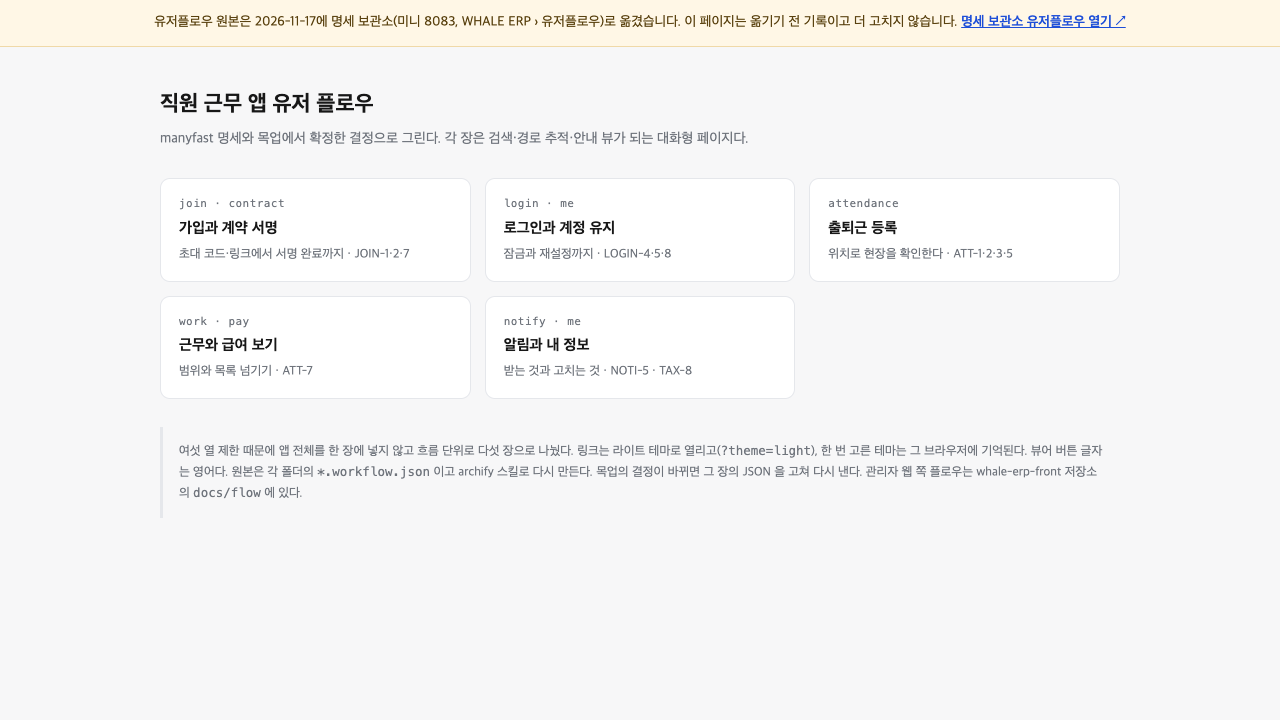 유저플로우 원본은 2026-11-17에 명세 보관소(미니 8083, WHALE ERP › 유저플로우)로 옮겼습니다. 이 페이지는 옮기기 전 기록이고 더 고치지 않습니다. 명세 보관소 유저플로우 열기 ↗
직원 근무 앱 유저 플로우
manyfast 명세와 목업에서 확정한 결정으로 그린다. 각 장은 검색·경로 추적·안내 뷰가 되는 대화형 페이지다.
join · contract
가입과 계약 서명
초대 코드·링크에서 서명 완료까지 · JOIN-1·2·7
login · me
로그인과 계정 유지
잠금과 재설정까지 · LOGIN-4·5·8
attendance
출퇴근 등록
위치로 현장을 확인한다 · ATT-1·2·3·5
work · pay
근무와 급여 보기
범위와 목록 넘기기 · ATT-7
notify · me
알림과 내 정보
받는 것과 고치는 것 · NOTI-5 · TAX-8
여섯 열 제한 때문에 앱 전체를 한 장에 넣지 않고 흐름 단위로 다섯 장으로 나눴다. 링크는 라이트 테마로 열리고(?theme=light), 한 번 고른 테마는 그 브라우저에 기억된다. 뷰어 버튼 글자
는 영어다. 원본은 각 폴더의 *.workflow.json 이고 archify 스킬로 다시 만든다. 목업의 결정이 바뀌면 그 장의 JSON 을 고쳐 다시 낸다. 관리자 웹 쪽 플로우는 whale-erp-front 저장소
의 docs/flow 에 있다.